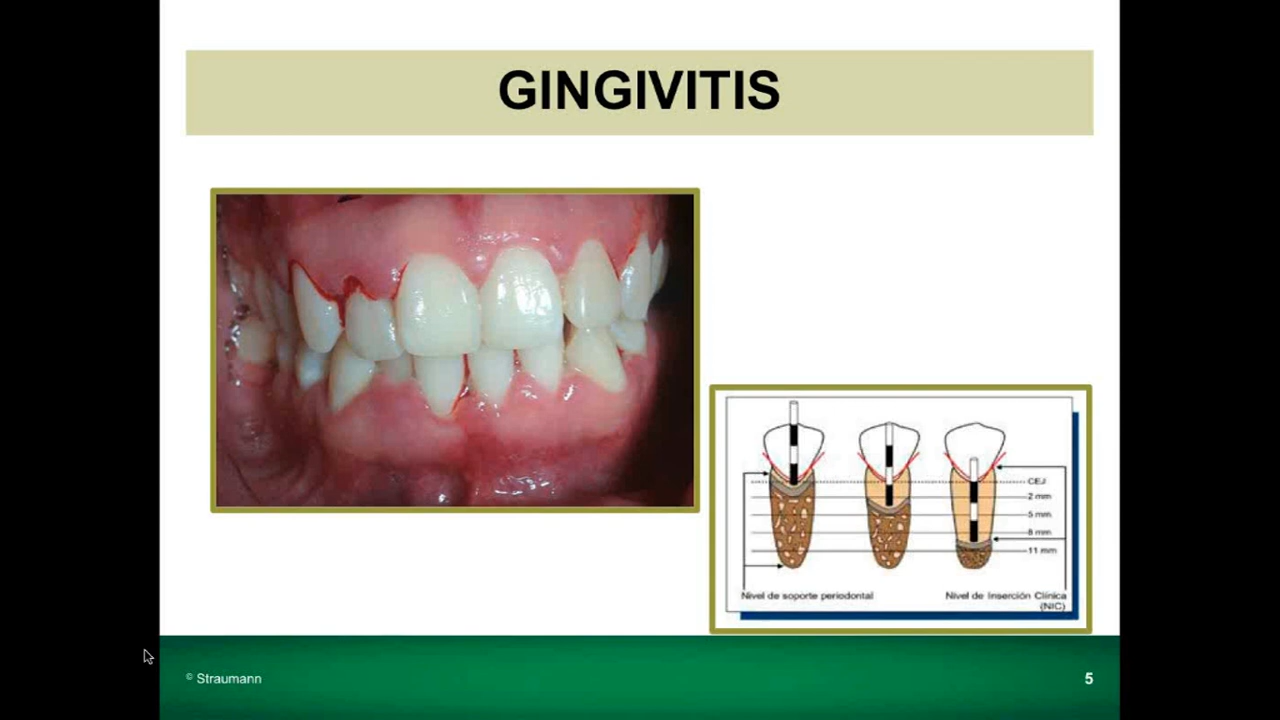 GINGIVITIS
CEJ
2 mm
5 mm
8 mm
11 mm
Nivel de soporte periodontal
Nivel de Inserción Clínica
(NIC)
© Straumann
5